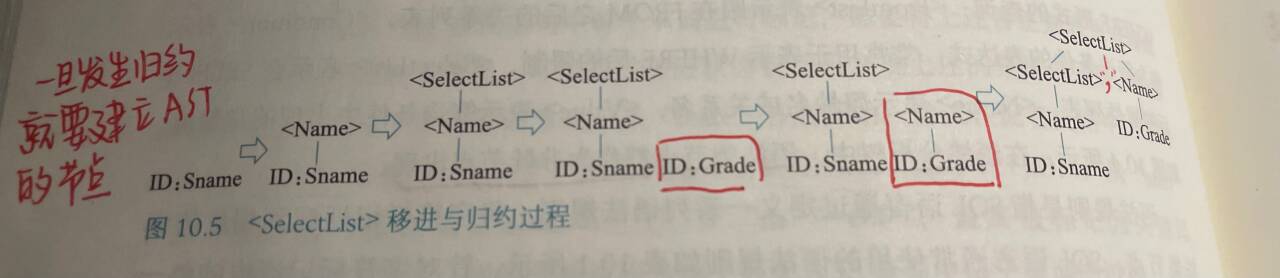 一旦发生归约
就要建立AST
的节点
ID:Sname
<Name>
ID:Sname
<SelectList>
<Name>
ID:Sname
<SelectList>
<Name>
ID:Sname ID:Grade
<SelectList>
<Name> <Name>
ID:Sname ID:Grade
<SelectList>
<SelectList> "," <Name>
<Name> ID:Grade
ID:Sname
图 10.5 <SelectList> 移进与归约过程